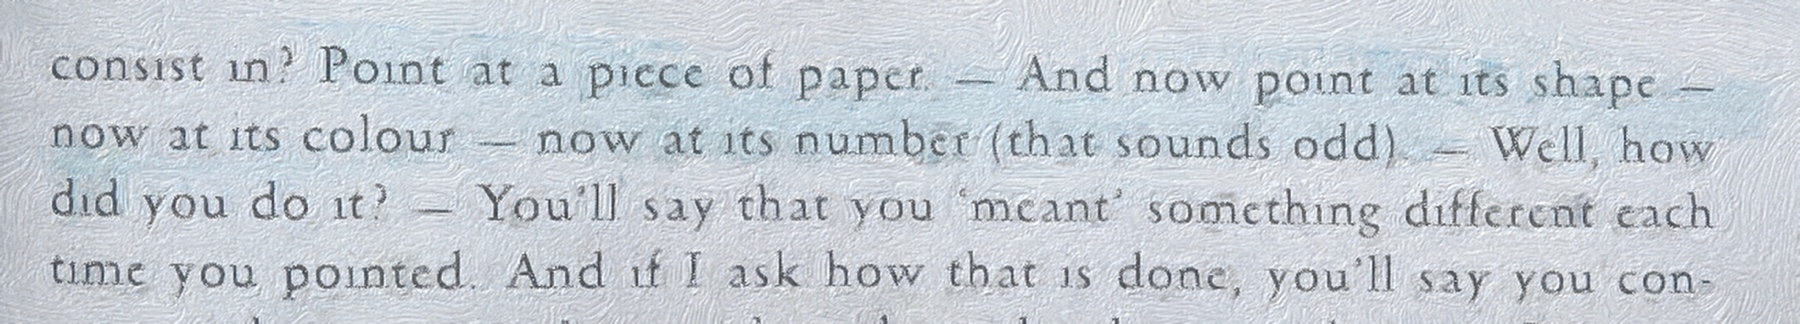 consist in? Point at a piece of paper. — And now point at its shape —
now at its colour — now at its number (that sounds odd). — Well, how
did you do it? — You'll say that you ‘meant’ something different each
time you pointed. And if I ask how that is done, you'll say you con-